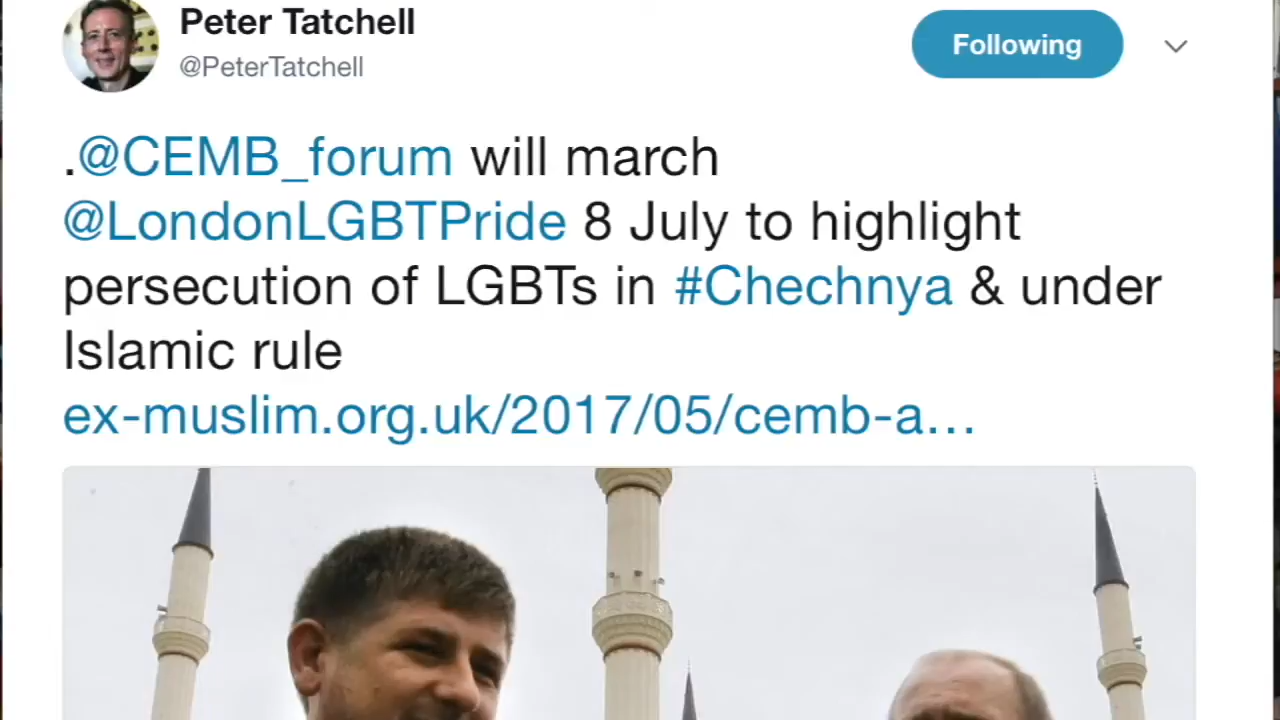 Peter Tatchell
@PeterTatchell
Following
.@CEMB_forum will march
@LondonLGBTPride 8 July to highlight
persecution of LGBTs in #Chechnya & under
Islamic rule
ex-muslim.org.uk/2017/05/cemb-a…